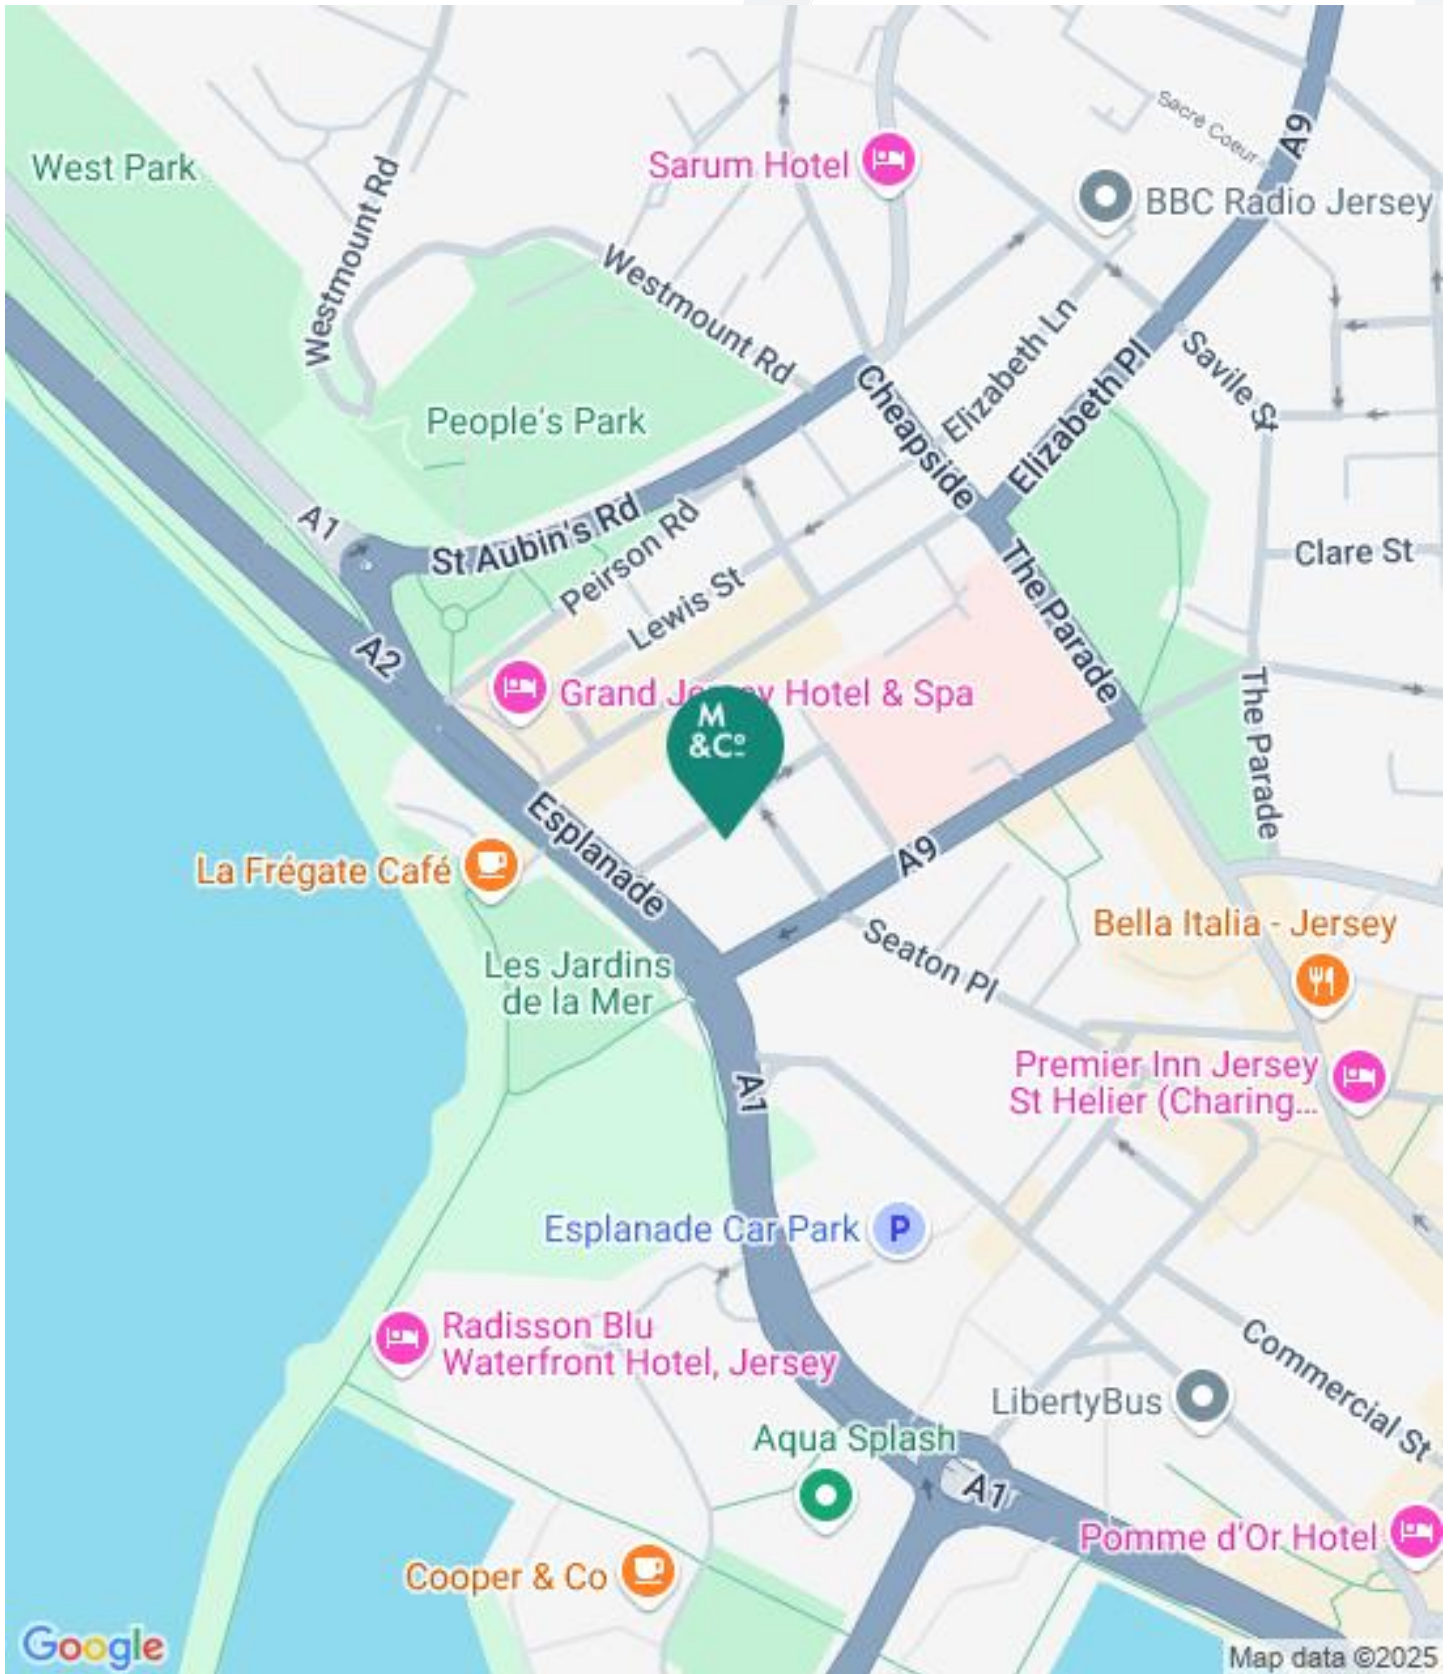 Sacre Coeur
A9
West Park
Westmount Rd
Sarum Hotel
BBC Radio Jersey
Westmount Rd
Elizabeth Ln
Savile St
Elizabeth Pl
Cheapside
People's Park
A1
St Aubin's Rd
Peirson Rd
Lewis St
The Parade
Clare St
A2
Grand Jersey Hotel & Spa
M
&Co
The Parade
Esplanade
La Frégate Café
A9
Seaton Pl
Bella Italia - Jersey
Les Jardins
de la Mer
A1
Premier Inn Jersey
St Helier (Charing...
Esplanade Car Park
P
Radisson Blu
Waterfront Hotel, Jersey
Commercial St
LibertyBus
Aqua Splash
A1
Pomme d'Or Hotel
Cooper & Co
Google
Map data ©2025